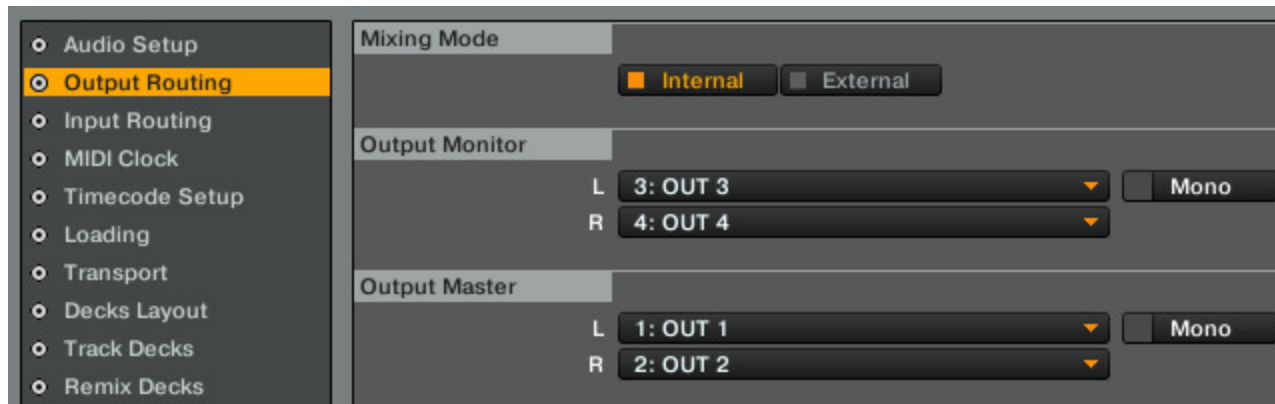 Audio Setup
Output Routing
Input Routing
MIDI Clock
Timecode Setup
Loading
Transport
Decks Layout
Track Decks
Remix Decks
Mixing Mode
Internal External
Output Monitor
L 3: OUT 3 Mono
R 4: OUT 4
Output Master
L 1: OUT 1 Mono
R 2: OUT 2